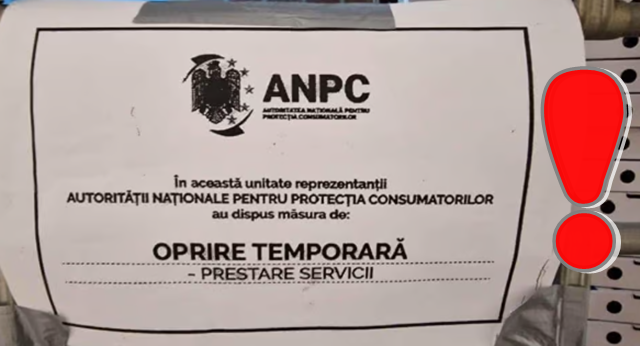 ANPC
AUTORITATEA NAȚIONALĂ PENTRU
PROTECȚIA CONSUMATORILOR
În această unitate reprezentanții
AUTORITĂȚII NAȚIONALE PENTRU PROTECȚIA CONSUMATORILOR
au dispus măsura de:
OPRIRE TEMPORARĂ
- PRESTARE SERVICII